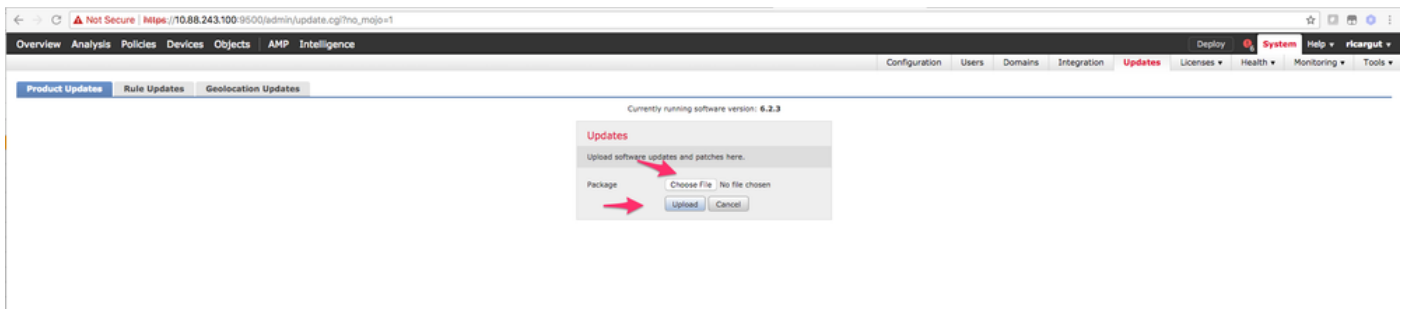 Not Secure | https://10.88.243.100:9500/admin/update.cgi?no_mojo=1
Overview Analysis Policies Devices Objects AMP Intelligence Deploy System Help ricargut
Configuration Users Domains Integration Updates Licenses Health Monitoring Tools
Product Updates Rule Updates Geolocation Updates
Currently running software version: 6.2.3
Updates
Upload software updates and patches here.
Package Choose File No file chosen
Upload Cancel